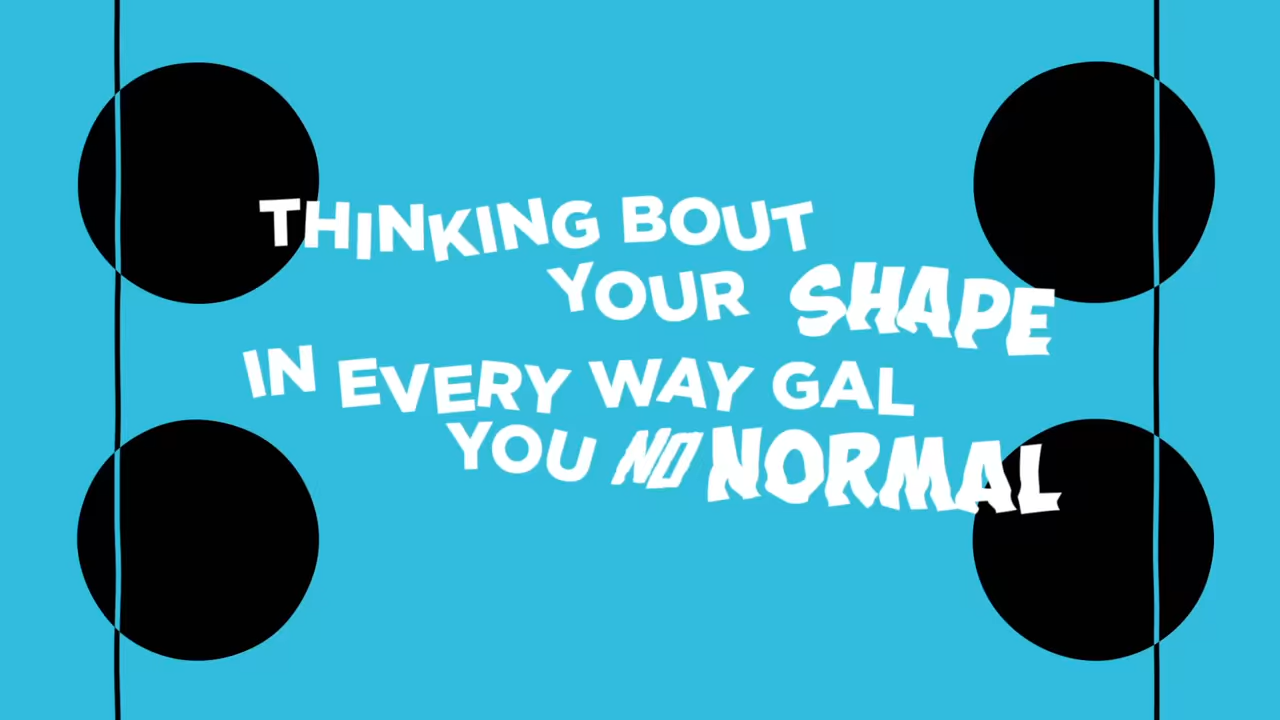 THINKING BOUT
YOUR SHAPE
IN EVERY WAY GAL
YOU NO NORMAL